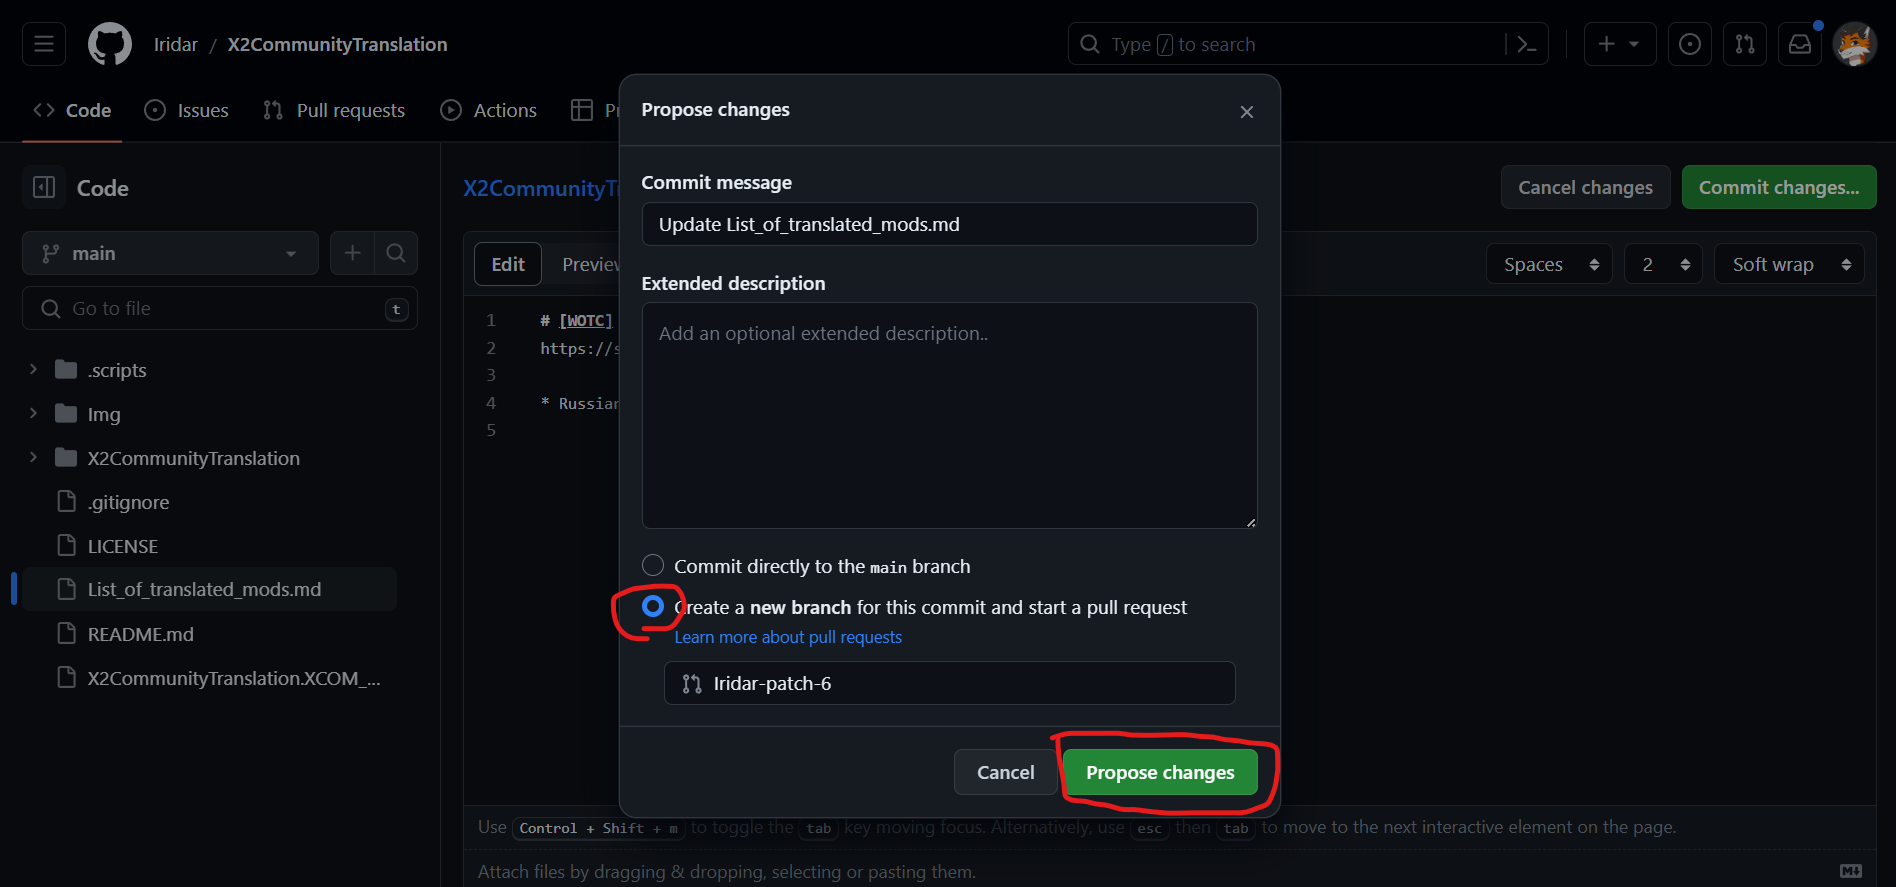 Iridar / X2CommunityTranslation
Type / to search
Code
Issues
Pull requests
Actions
Propose changes
Code
X2CommunityT
Cancel changes
Commit changes...
Commit message
Update List_of_translated_mods.md
main
Edit
Preview
Spaces
2
Soft wrap
Extended description
Go to file
t
Add an optional extended description..
1 # [WOTC]
2 https://s
3
4 * Russian
5
.scripts
Img
X2CommunityTranslation
.gitignore
LICENSE
List_of_translated_mods.md
README.md
X2CommunityTranslation.XCOM_...
Commit directly to the main branch
Create a new branch for this commit and start a pull request
Learn more about pull requests
Iridar-patch-6
Cancel
Propose changes
Use Control + Shift + m to toggle the tab key moving focus. Alternatively, use esc then tab to move to the next interactive element on the page.
Attach files by dragging & dropping, selecting or pasting them.